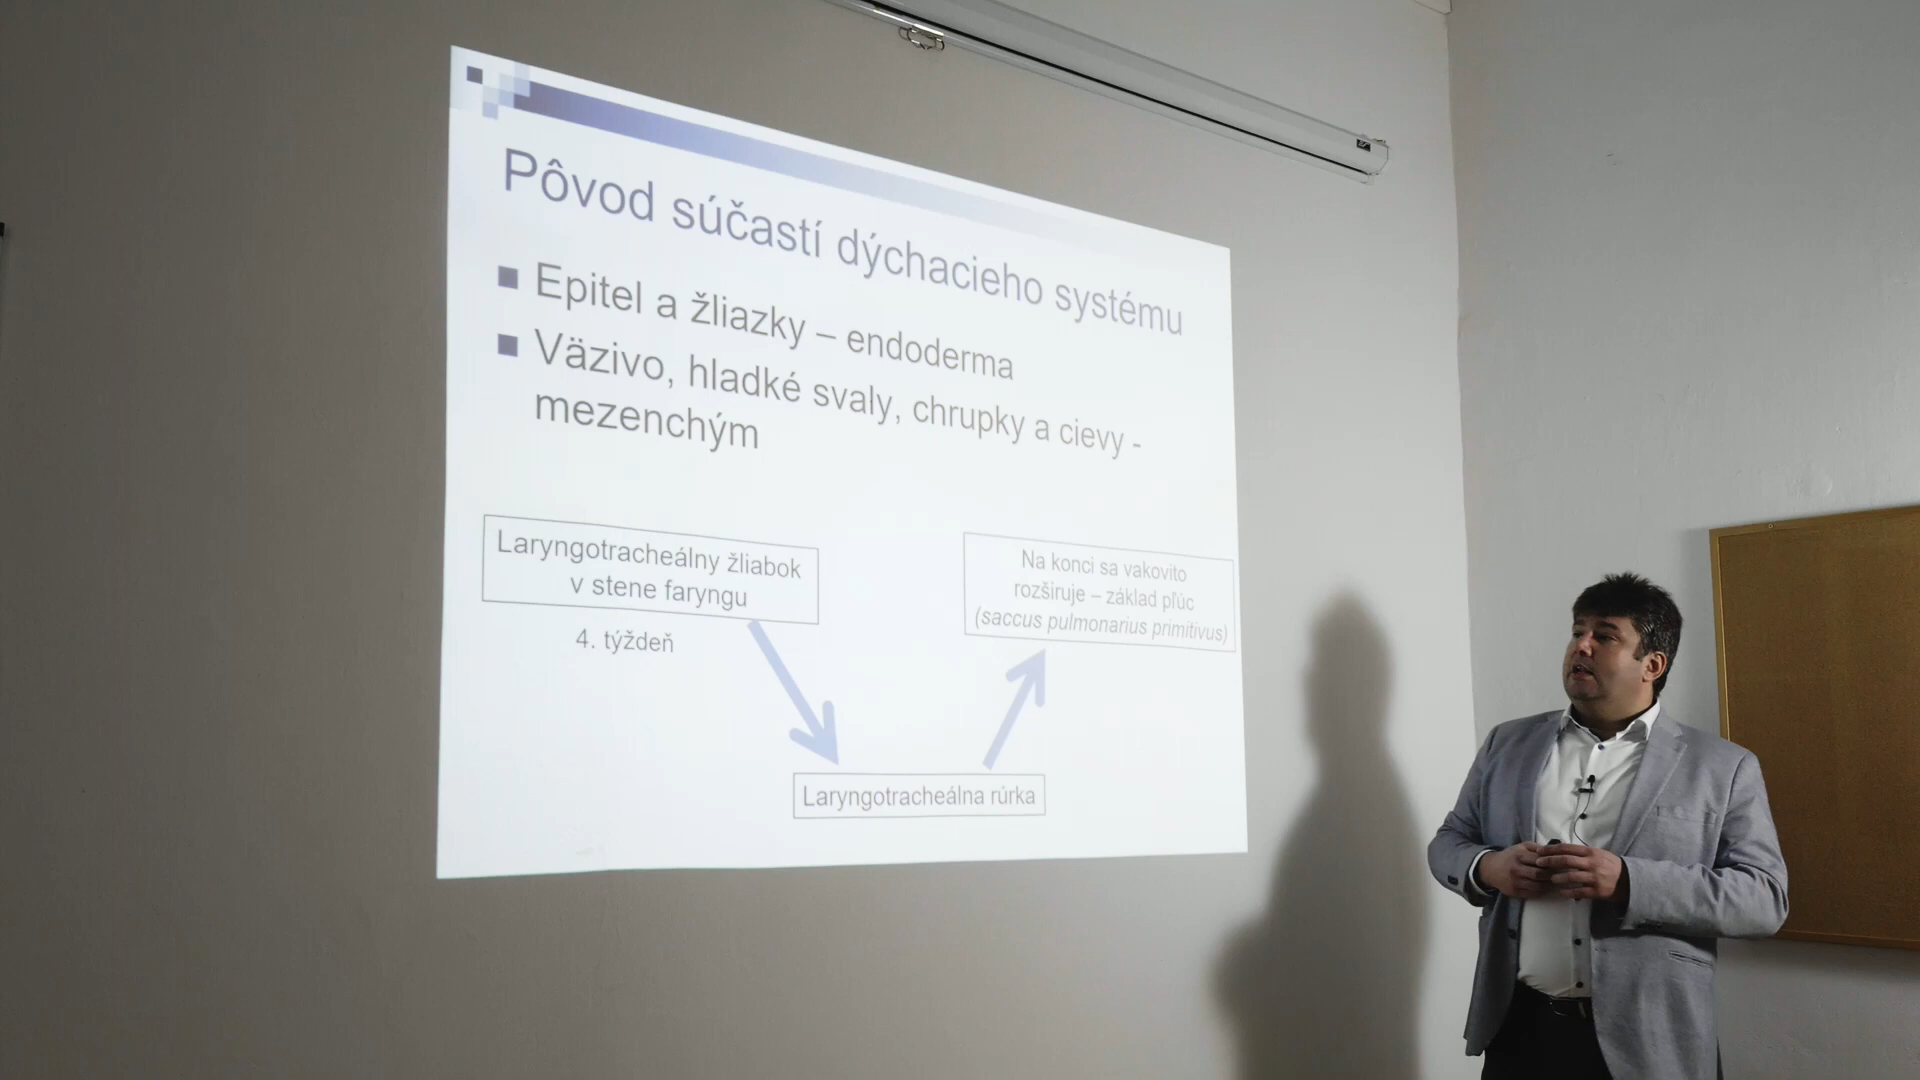 Pôvod súčastí dýchacieho systému
Epitel a žliazky – endoderma
Väzivo, hladké svaly, chrupky a cievy -
mezenchým
Laryngotracheálny žliabok
v stene faryngu
4. týždeň
Na konci sa vakovito
rozširuje – základ pľúc
(saccus pulmonarius primitivus)
Laryngotracheálna rúrka